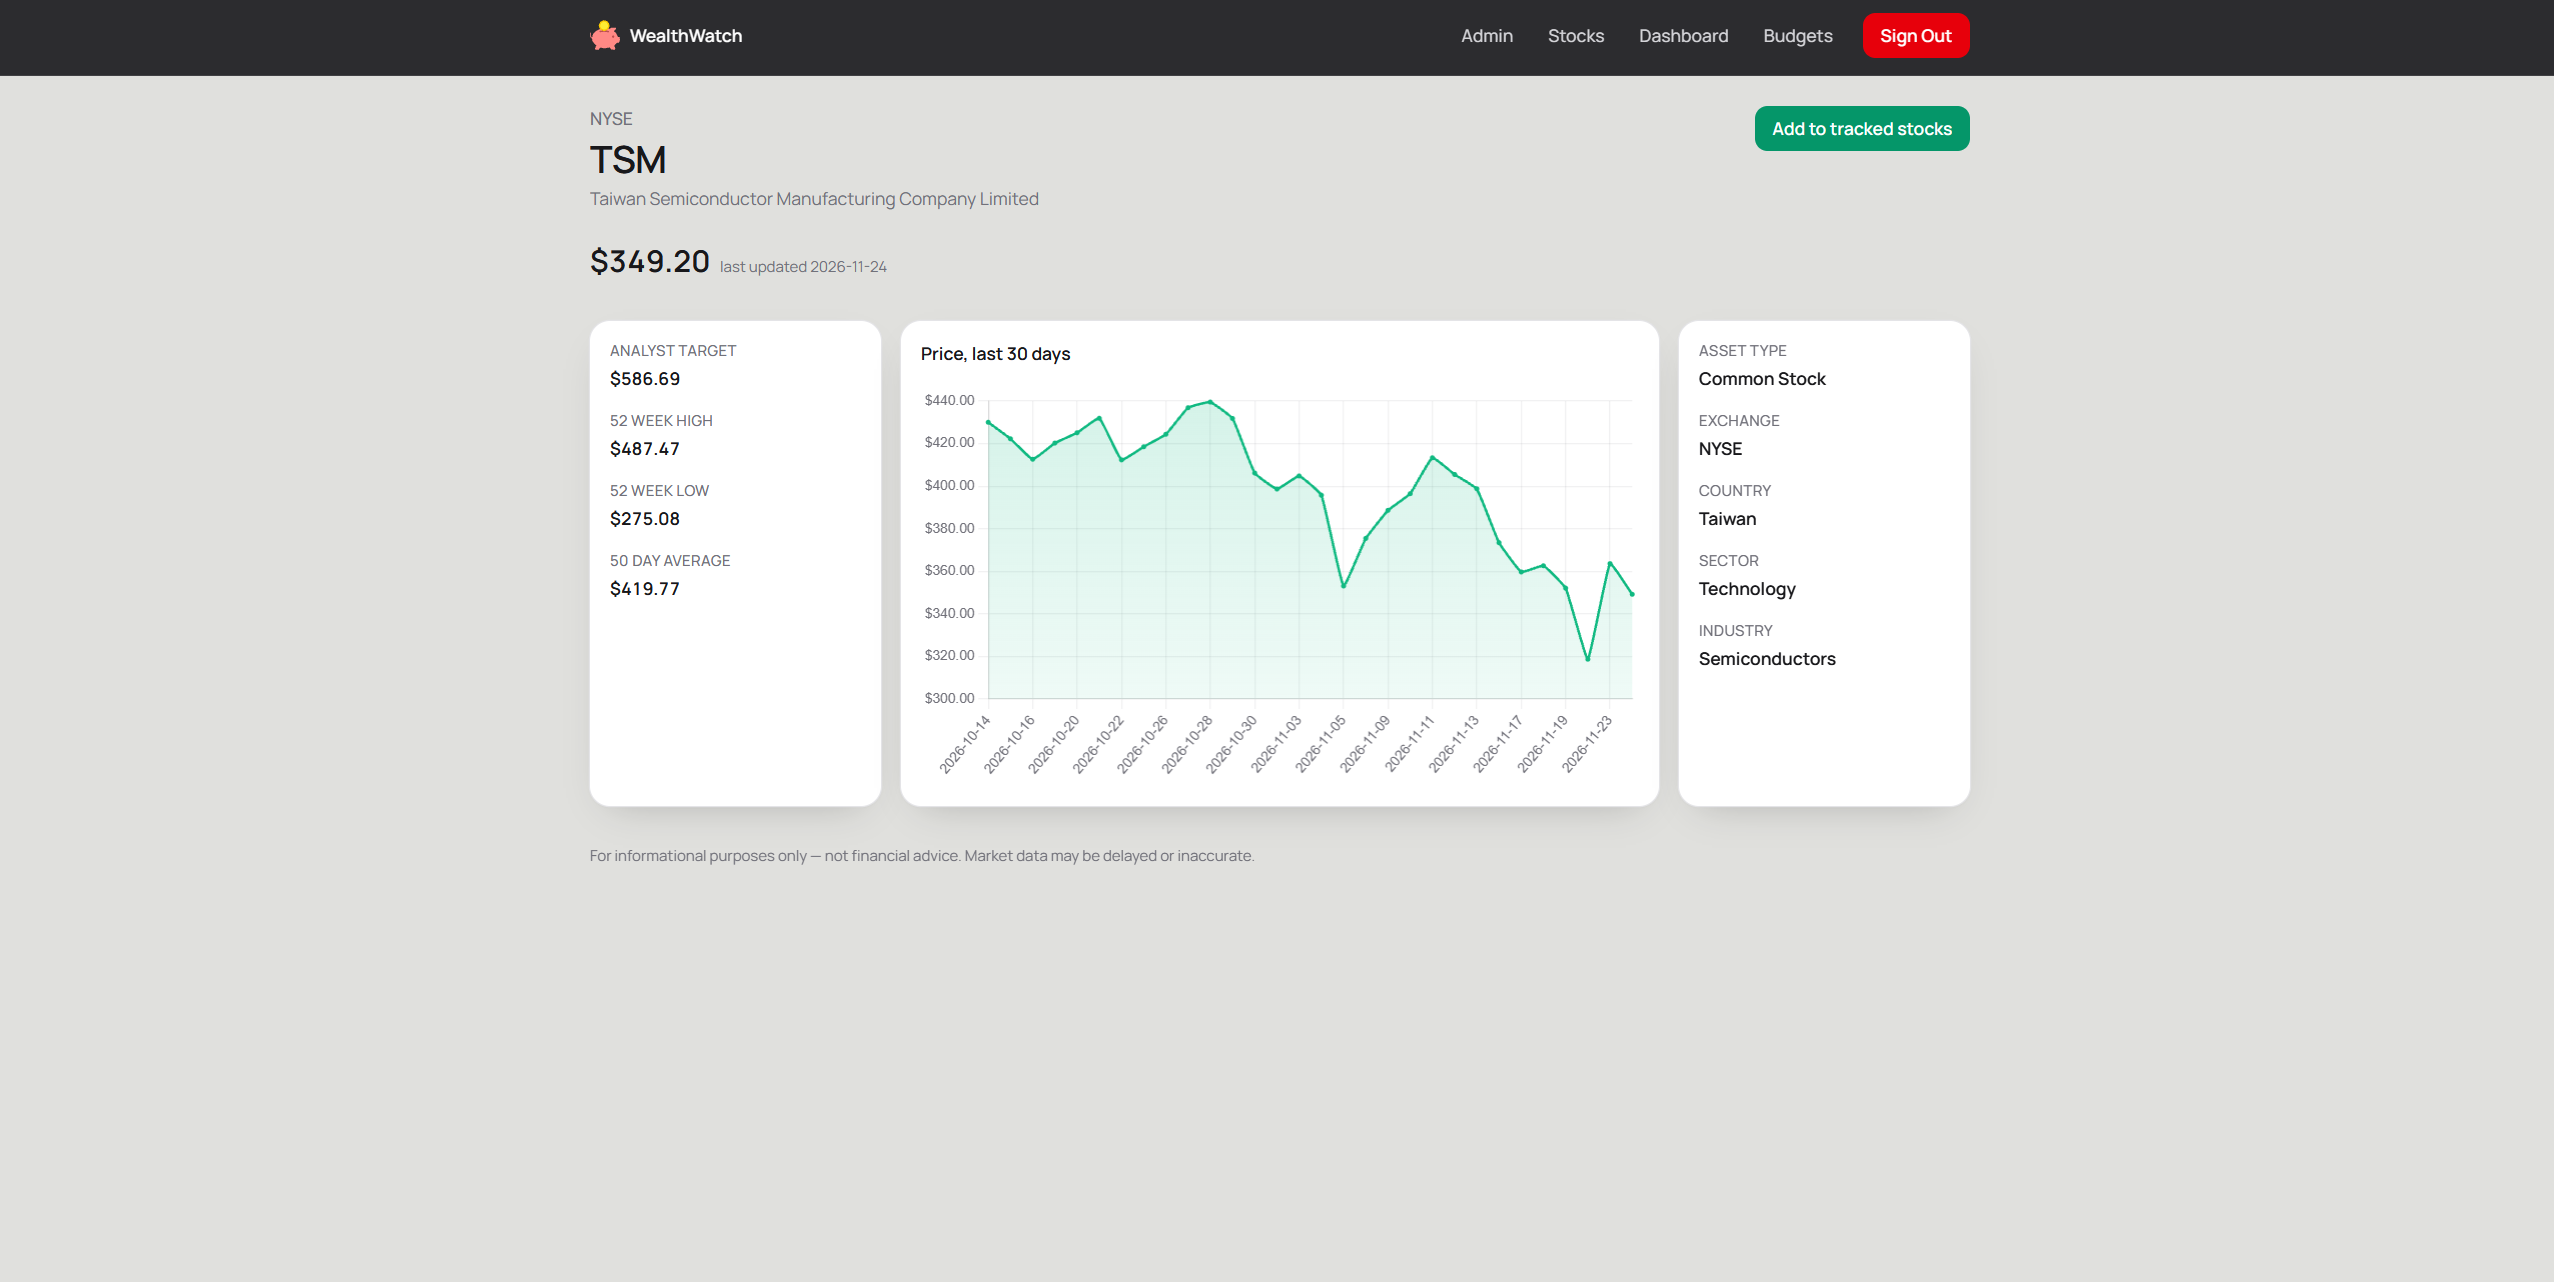 WealthWatch
Admin
Stocks
Dashboard
Budgets
Sign Out
NYSE
TSM
Taiwan Semiconductor Manufacturing Company Limited
$349.20 last updated 2026-11-24
Add to tracked stocks
ANALYST TARGET
$586.69
52 WEEK HIGH
$487.47
52 WEEK LOW
$275.08
50 DAY AVERAGE
$419.77
Price, last 30 days
$440.00
$420.00
$400.00
$380.00
$360.00
$340.00
$320.00
$300.00
2026-10-14
2026-10-16
2026-10-20
2026-10-22
2026-10-26
2026-10-28
2026-10-30
2026-11-03
2026-11-05
2026-11-09
2026-11-11
2026-11-13
2026-11-17
2026-11-19
2026-11-23
ASSET TYPE
Common Stock
EXCHANGE
NYSE
COUNTRY
Taiwan
SECTOR
Technology
INDUSTRY
Semiconductors
For informational purposes only — not financial advice. Market data may be delayed or inaccurate.